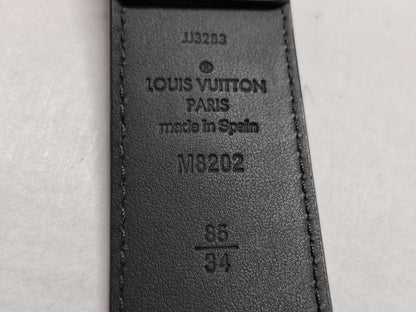 JJ3283
LOUIS VUITTON
PARIS
made in Spain
M8202
85
34